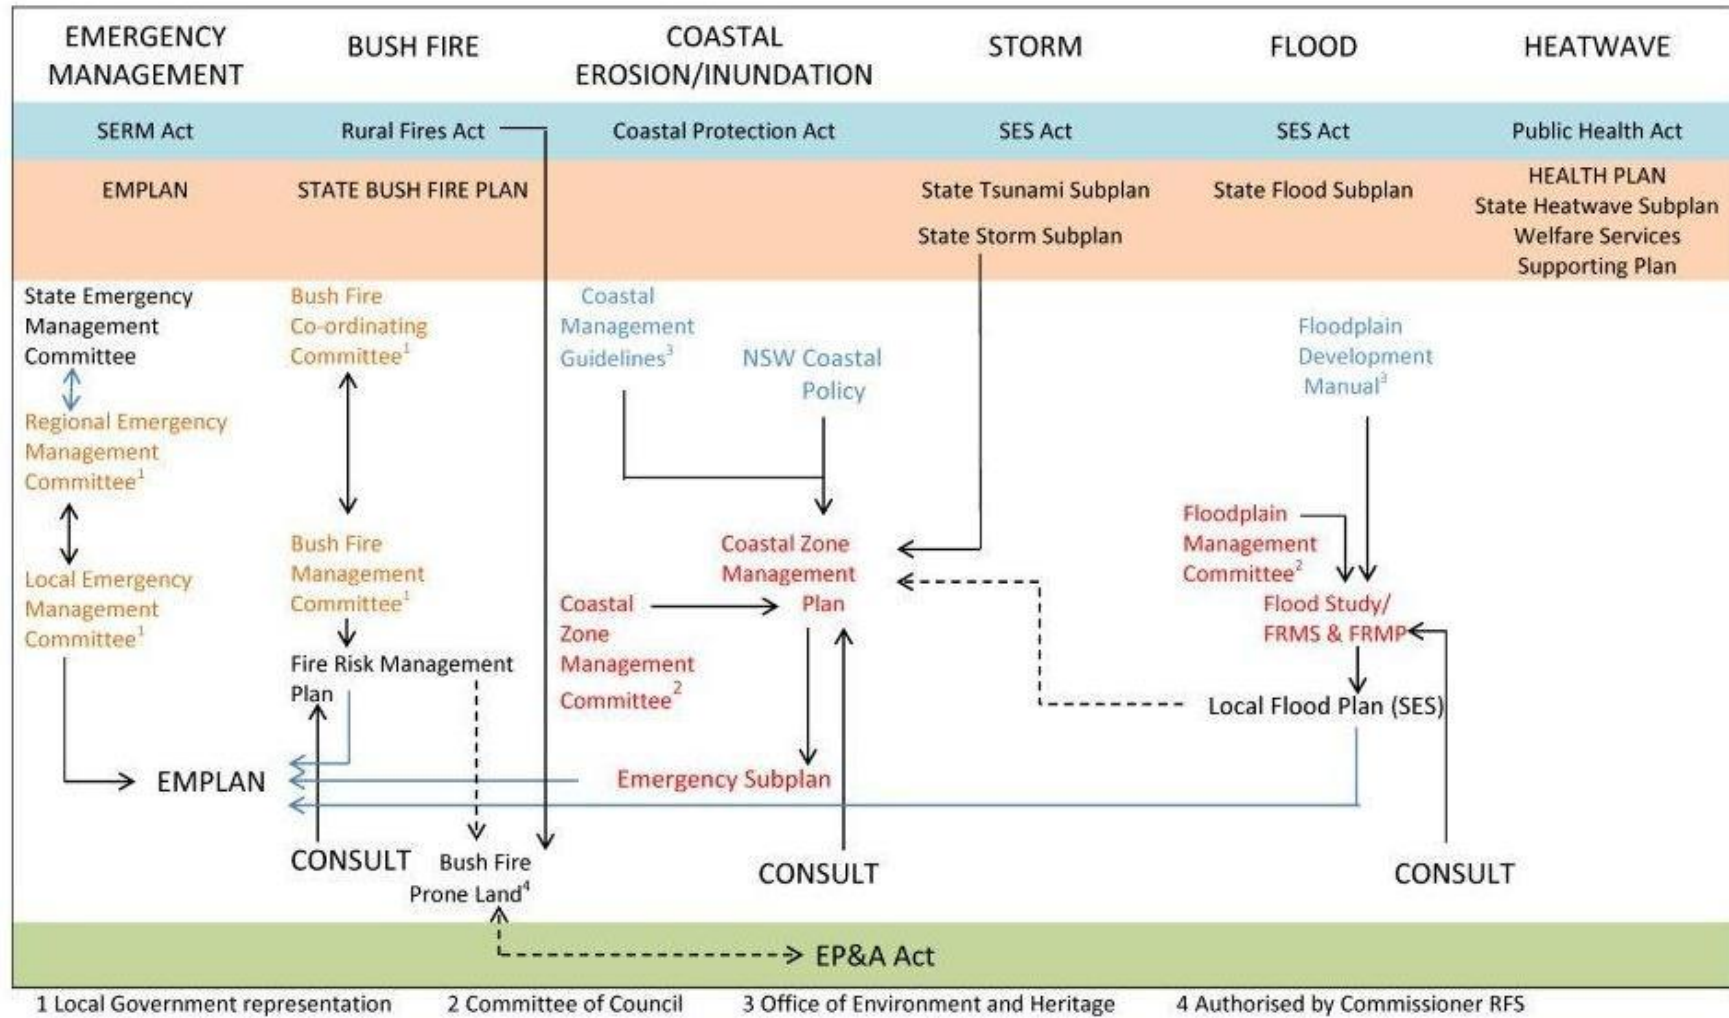 EMERGENCY
MANAGEMENT
BUSH FIRE
COASTAL
EROSION/INUNDATION
STORM
FLOOD
HEATWAVE
SERM Act
Rural Fires Act
Coastal Protection Act
SES Act
SES Act
Public Health Act
EMPLAN
STATE BUSH FIRE PLAN
State Tsunami Subplan
State Storm Subplan
State Flood Subplan
HEALTH PLAN
State Heatwave Subplan
Welfare Services
Supporting Plan
State Emergency
Management
Committee
Regional Emergency
Management
Committee1
Local Emergency
Management
Committee1
EMPLAN
Bush Fire
Co-ordinating
Committee1
Bush Fire
Management
Committee1
Fire Risk Management
Plan
CONSULT
Bush Fire
Prone Land4
Coastal
Management
Guidelines3
NSW Coastal
Policy
Coastal Zone
Management
Plan
Coastal
Zone
Management
Committee2
Emergency Subplan
CONSULT
Floodplain
Development
Manual3
Floodplain
Management
Committee2
Flood Study/
FRMS & FRMP
Local Flood Plan (SES)
CONSULT
EP&A Act
1 Local Government representation
2 Committee of Council
3 Office of Environment and Heritage
4 Authorised by Commissioner RFS